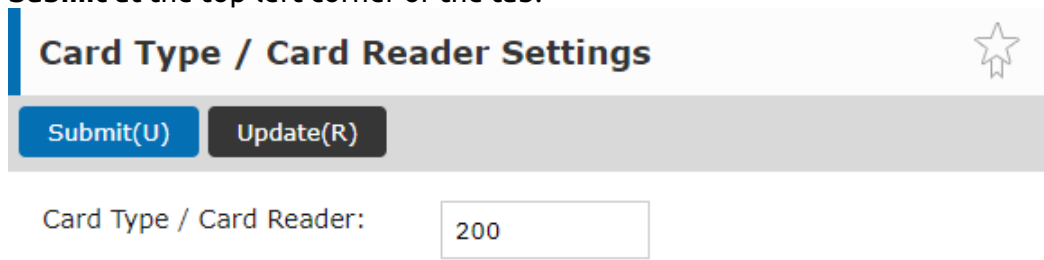 Submit at the top left corner of the tab.
Card Type / Card Reader Settings
Submit(U) Update(R)
Card Type / Card Reader: 200